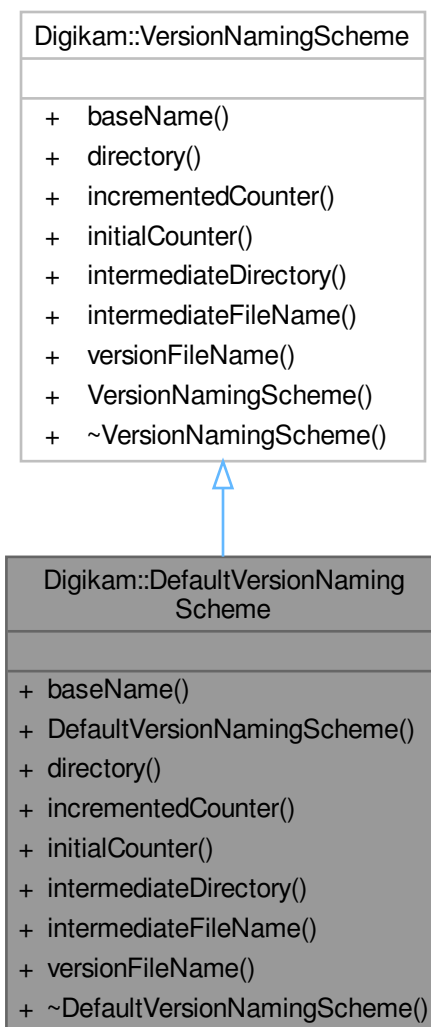 Digikam::VersionNamingScheme
+ baseName()
+ directory()
+ incrementedCounter()
+ initialCounter()
+ intermediateDirectory()
+ intermediateFileName()
+ versionFileName()
+ VersionNamingScheme()
+ ~VersionNamingScheme()
Digikam::DefaultVersionNaming
Scheme
+ baseName()
+ DefaultVersionNamingScheme()
+ directory()
+ incrementedCounter()
+ initialCounter()
+ intermediateDirectory()
+ intermediateFileName()
+ versionFileName()
+ ~DefaultVersionNamingScheme()